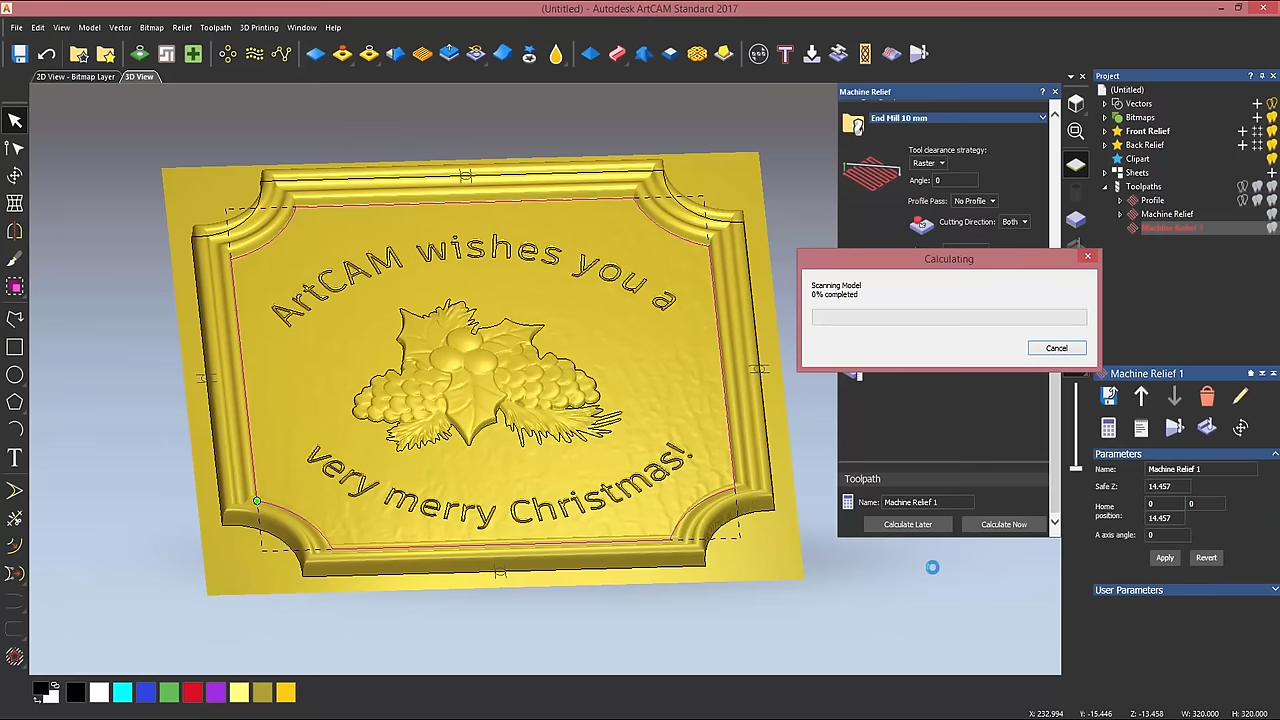 (Untitled) - Autodesk ArtCAM Standard 2017
File Edit View Model Vector Bitmap Relief Toolpath 3D Printing Window Help
2D View - Bitmap Layer 3D View
Machine Relief ?
End Mill 10 mm
Tool clearance strategy:
Raster
Angle: 0
Profile Pass: No Profile
Cutting Direction: Both
Calculating
Scanning Model
0% completed
Cancel
Toolpath
Name: Machine Relief 1
Calculate Later Calculate Now
ArtCAM wishes you a
very merry Christmas!
Project ?
(Untitled)
Vectors
Bitmaps
Front Relief
Back Relief
Clipart
Sheets
Toolpaths
Profile
Machine Relief
Machine Relief 1
Machine Relief 1
Parameters
Name: Machine Relief 1
Safe Z: 14.457
Home position: 0 0
14.457
A axis angle: 0
Apply Revert
User Parameters
X: 232.994 Y: -15.446 Z: -13.458 W: 320.000 H: 320.000